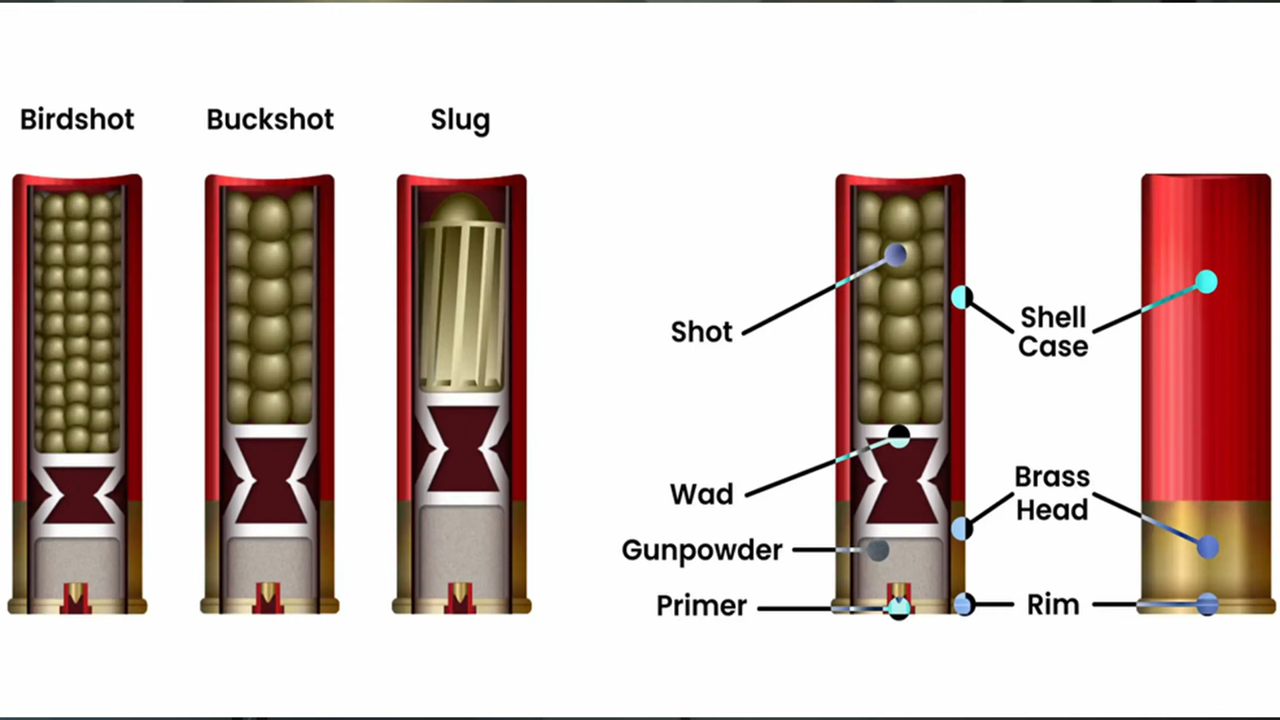 Birdshot
Buckshot
Slug
Shot
Shell
Case
Wad
Brass
Head
Gunpowder
Primer
Rim